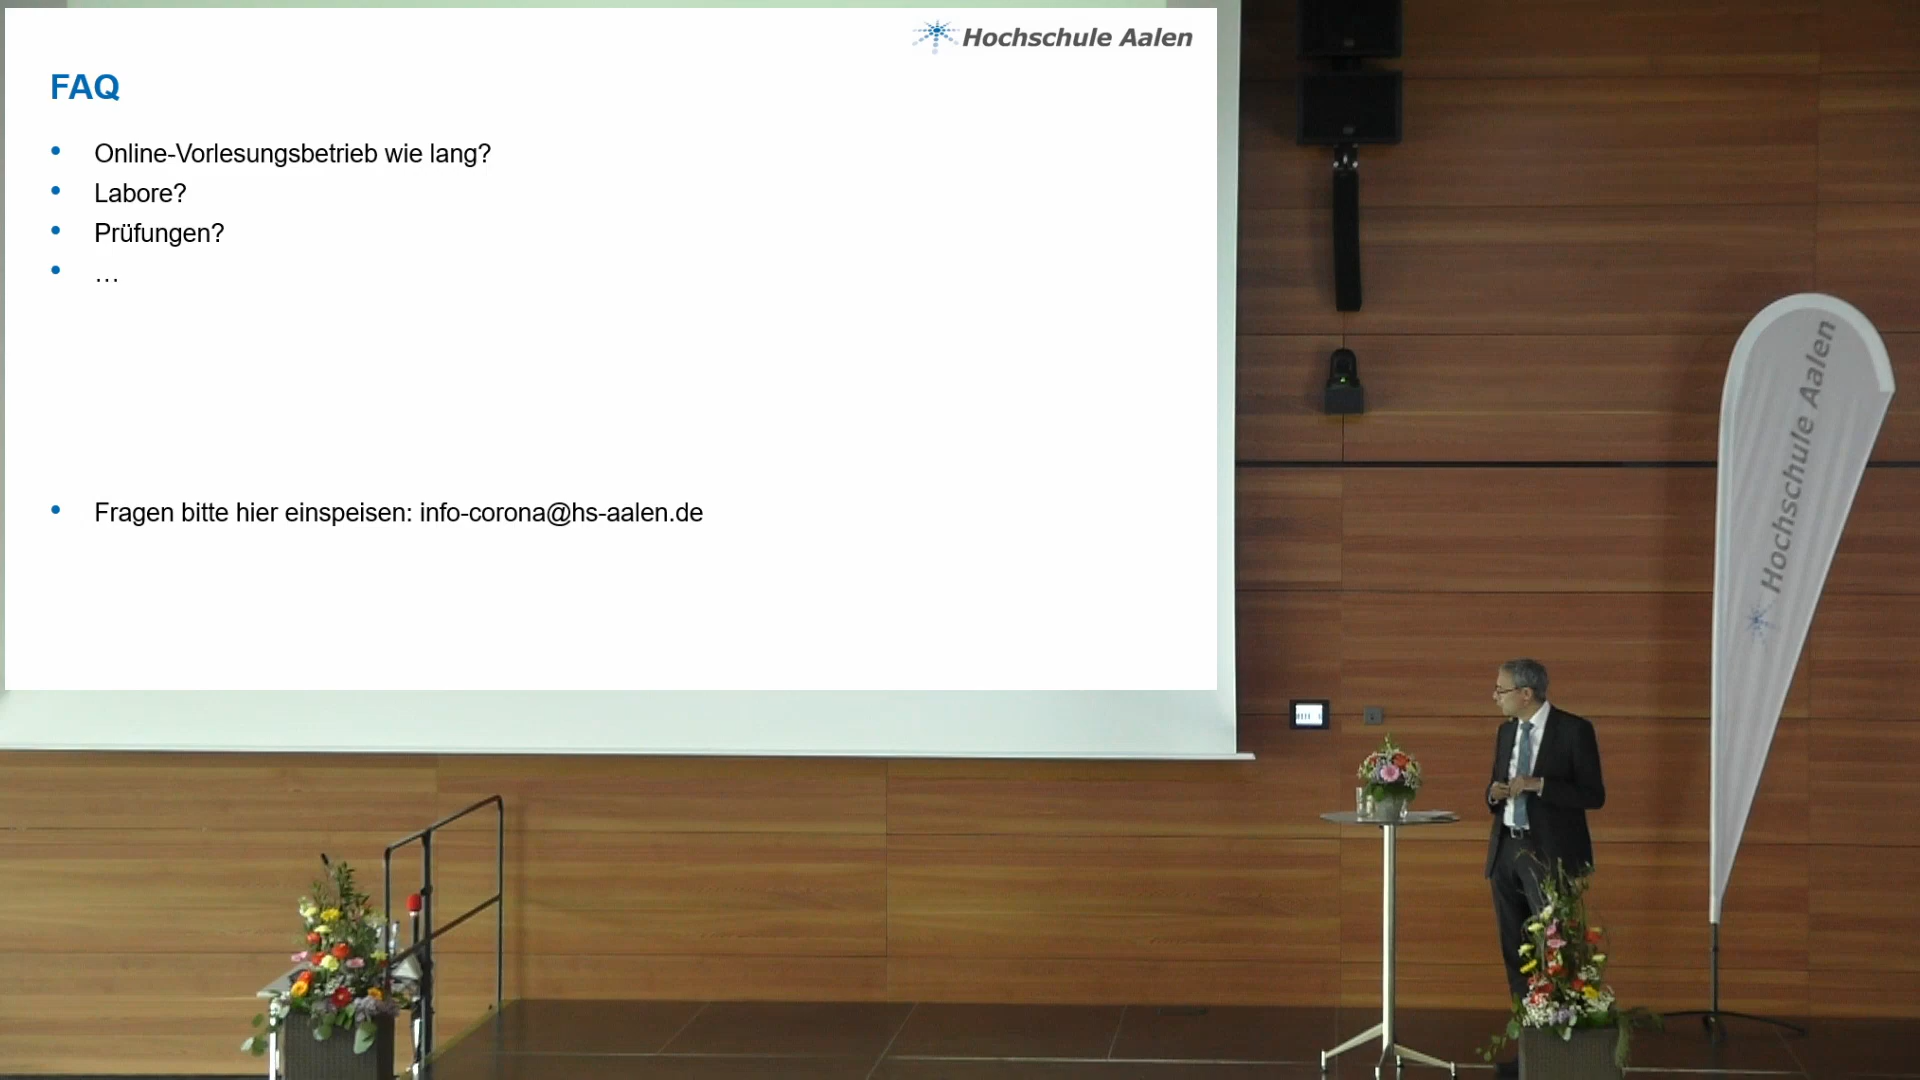 Hochschule Aalen
FAQ
• Online-Vorlesungsbetrieb wie lang?
• Labore?
• Prüfungen?
• …
• Fragen bitte hier einspeisen: info-corona@hs-aalen.de
Hochschule Aalen